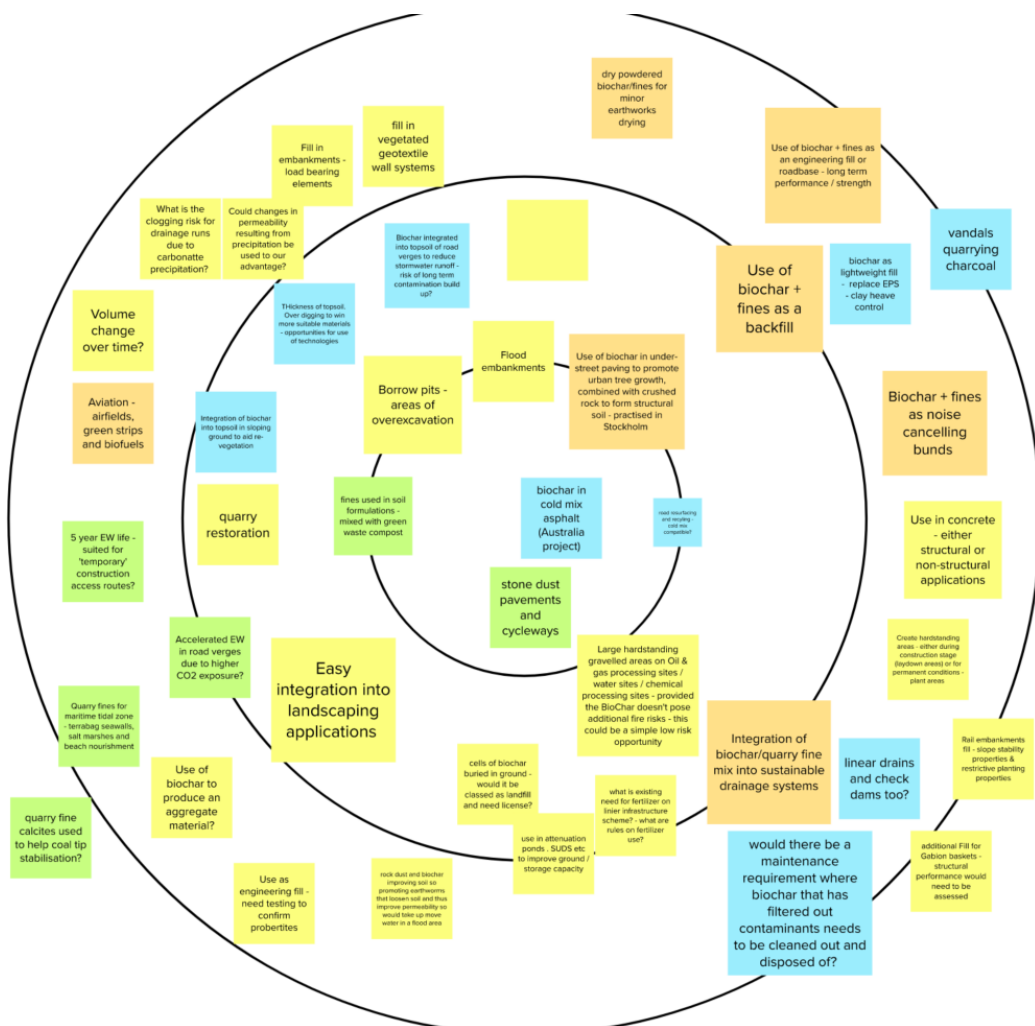 dry powdered
biochar/fines for
minor
earthworks
drying
fill in
vegetated
geotextile
wall systems
Fill in
embankments -
load bearing
elements
Use of biochar + fines as
an engineering fill or
roadbase - long term
performance / strength
What is the
clogging risk for
drainage runs
due to
carbonatte
precipitation?
Could changes in
permeability
resulting from
precipitation be
used to our
advantage?
Biochar integrated
into topsoil of road
verges to reduce
stormwater runoff -
risk of long term
contamination build
up?
vandals
quarrying
charcoal
Use of
biochar +
fines as a
backfill
biochar as
lightweight fill
- replace EPS
- clay heave
control
THickness of topsoil.
Over digging to win
more suitable materials
- opportunities for use
of technologies
Volume
change
over time?
Flood
embankments
Use of biochar in under-
street paving to promote
urban tree growth,
combined with crushed
rock to form structural
soil - practised in
Stockholm
Borrow pits -
areas of
overexcavation
Aviation -
airfields,
green strips
and biofuels
Integration of biochar
into topsoil in sloping
ground to aid re-
vegetation
Biochar + fines
as noise
cancelling
bunds
quarry
restoration
fines used in soil
formulations -
mixed with green
waste compost
biochar in
cold mix
asphalt
(Australia
project)
road resurfacing
and recyling -
cold mix
compatible?
Use in concrete
- either
structural or
non-structural
applications
5 year EW life -
suited for
'temporary'
construction
access routes?
stone dust
pavements
and
cycleways
Accelerated EW
in road verges
due to higher
CO2 exposure?
Easy
integration into
landscaping
applications
Large hardstanding
gravelled areas on Oil &
gas processing sites /
water sites / chemical
processing sites - provided
the BioChar doesn't pose
additional fire risks - this
could be a simple low risk
opportunity
Create hardstanding
areas - either during
construction stage
(laydown areas) or for
permanent conditions -
plant areas
Quarry fines for
maritime tidal zone
- terrabag seawalls,
salt marshes and
beach nourishment
Integration of
biochar/quarry fine
mix into sustainable
drainage systems
linear drains
and check
dams too?
Rail embankments
fill - slope stability
properties &
restrictive planting
properties
Use of
biochar to
produce an
aggregate
material?
cells of biochar
buried in ground -
would it be
classed as landfill
and need license?
what is existing
need for fertilizer on
linier infrastructure
scheme? - what are
rules on fertilizer
use?
quarry fine
calcites used
to help coal tip
stabilisation?
use in attenuation
ponds . SUDS etc
to improve ground /
storage capacity
would there be a
maintenance
requirement where
biochar that has
filtered out
contaminants needs
to be cleaned out and
disposed of?
additional Fill for
Gabion baskets -
structural
performance would
need to be
assessed
Use as
engineering fill -
need testing to
confirm
probertites
rock dust and biocher
improving soil so
promoting earthworms
that loosen soil and thus
improve permeability so
would take up move
water in a flood area